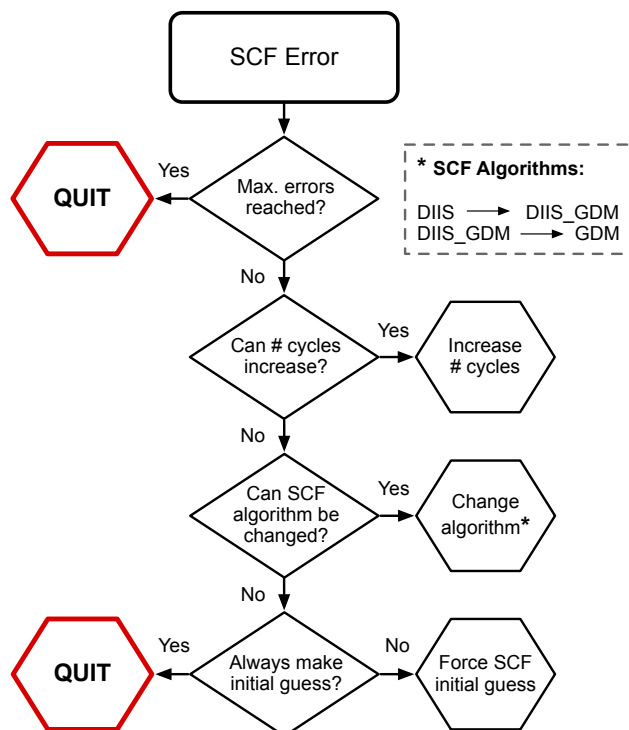 SCF Error
Yes
QUIT
Max. errors
reached?
* SCF Algorithms:
DIIS → DIIS_GDM
DIIS_GDM → GDM
No
Can # cycles
increase?
Yes
Increase
# cycles
No
Can SCF
algorithm be
changed?
Yes
Change
algorithm*
No
Yes
QUIT
Always make
initial guess?
No
Force SCF
initial guess